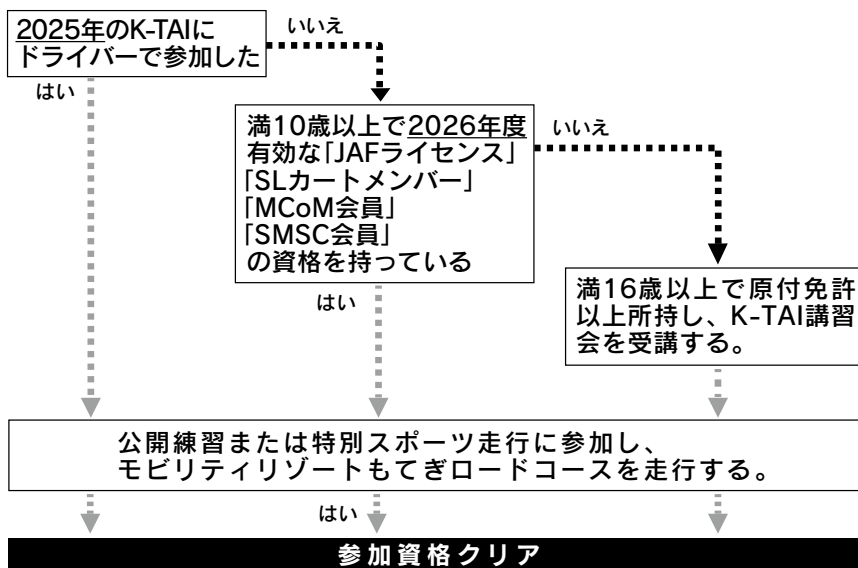 2025年のK-TAIに
ドライバーで参加した
いいえ
はい
満10歳以上で2026年度
有効な「JAFライセンス」
「SLカートメンバー」
「MCoM会員」
「SMSC会員」
の資格を持っている
いいえ
はい
満16歳以上で原付免許
以上所持し、K-TAI講習
会を受講する。
公開練習または特別スポーツ走行に参加し、
モビリティリゾートもてぎロードコースを走行する。
はい
参加資格クリア